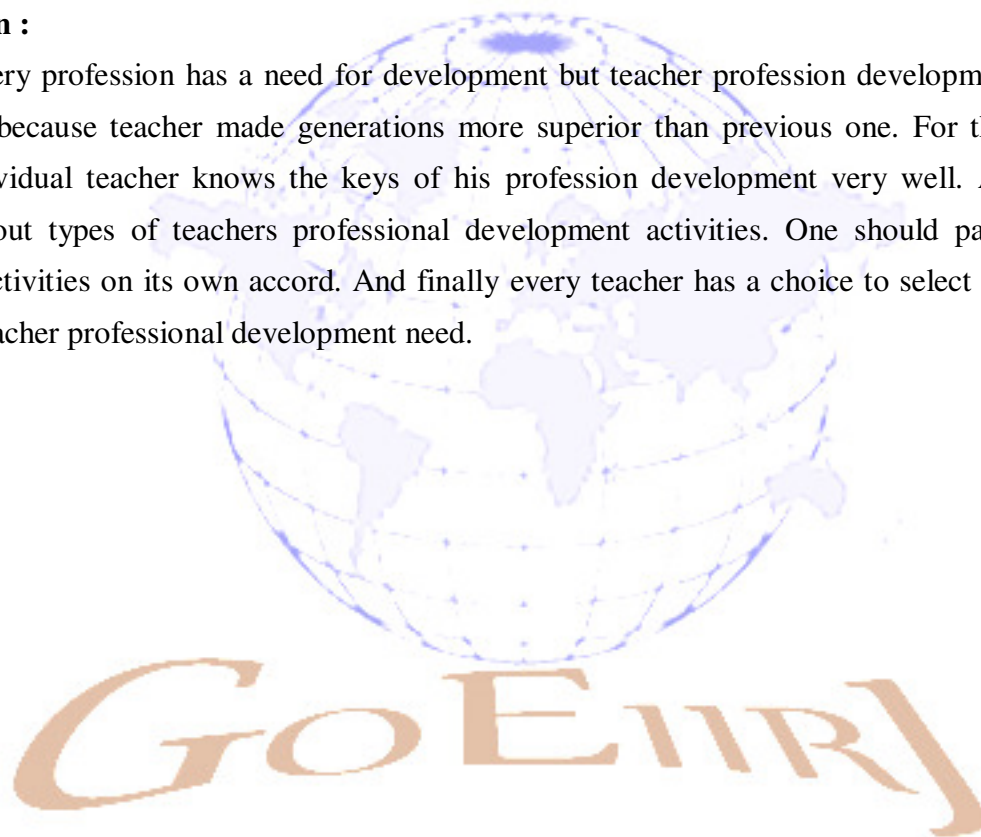 n :
ery profession has a need for development but teacher profession developm
because teacher made generations more superior than previous one. For th
vidual teacher knows the keys of his profession development very well. A
out types of teachers professional development activities. One should pa
ctivities on its own accord. And finally every teacher has a choice to select
acher professional development need.
GOEIIRJ